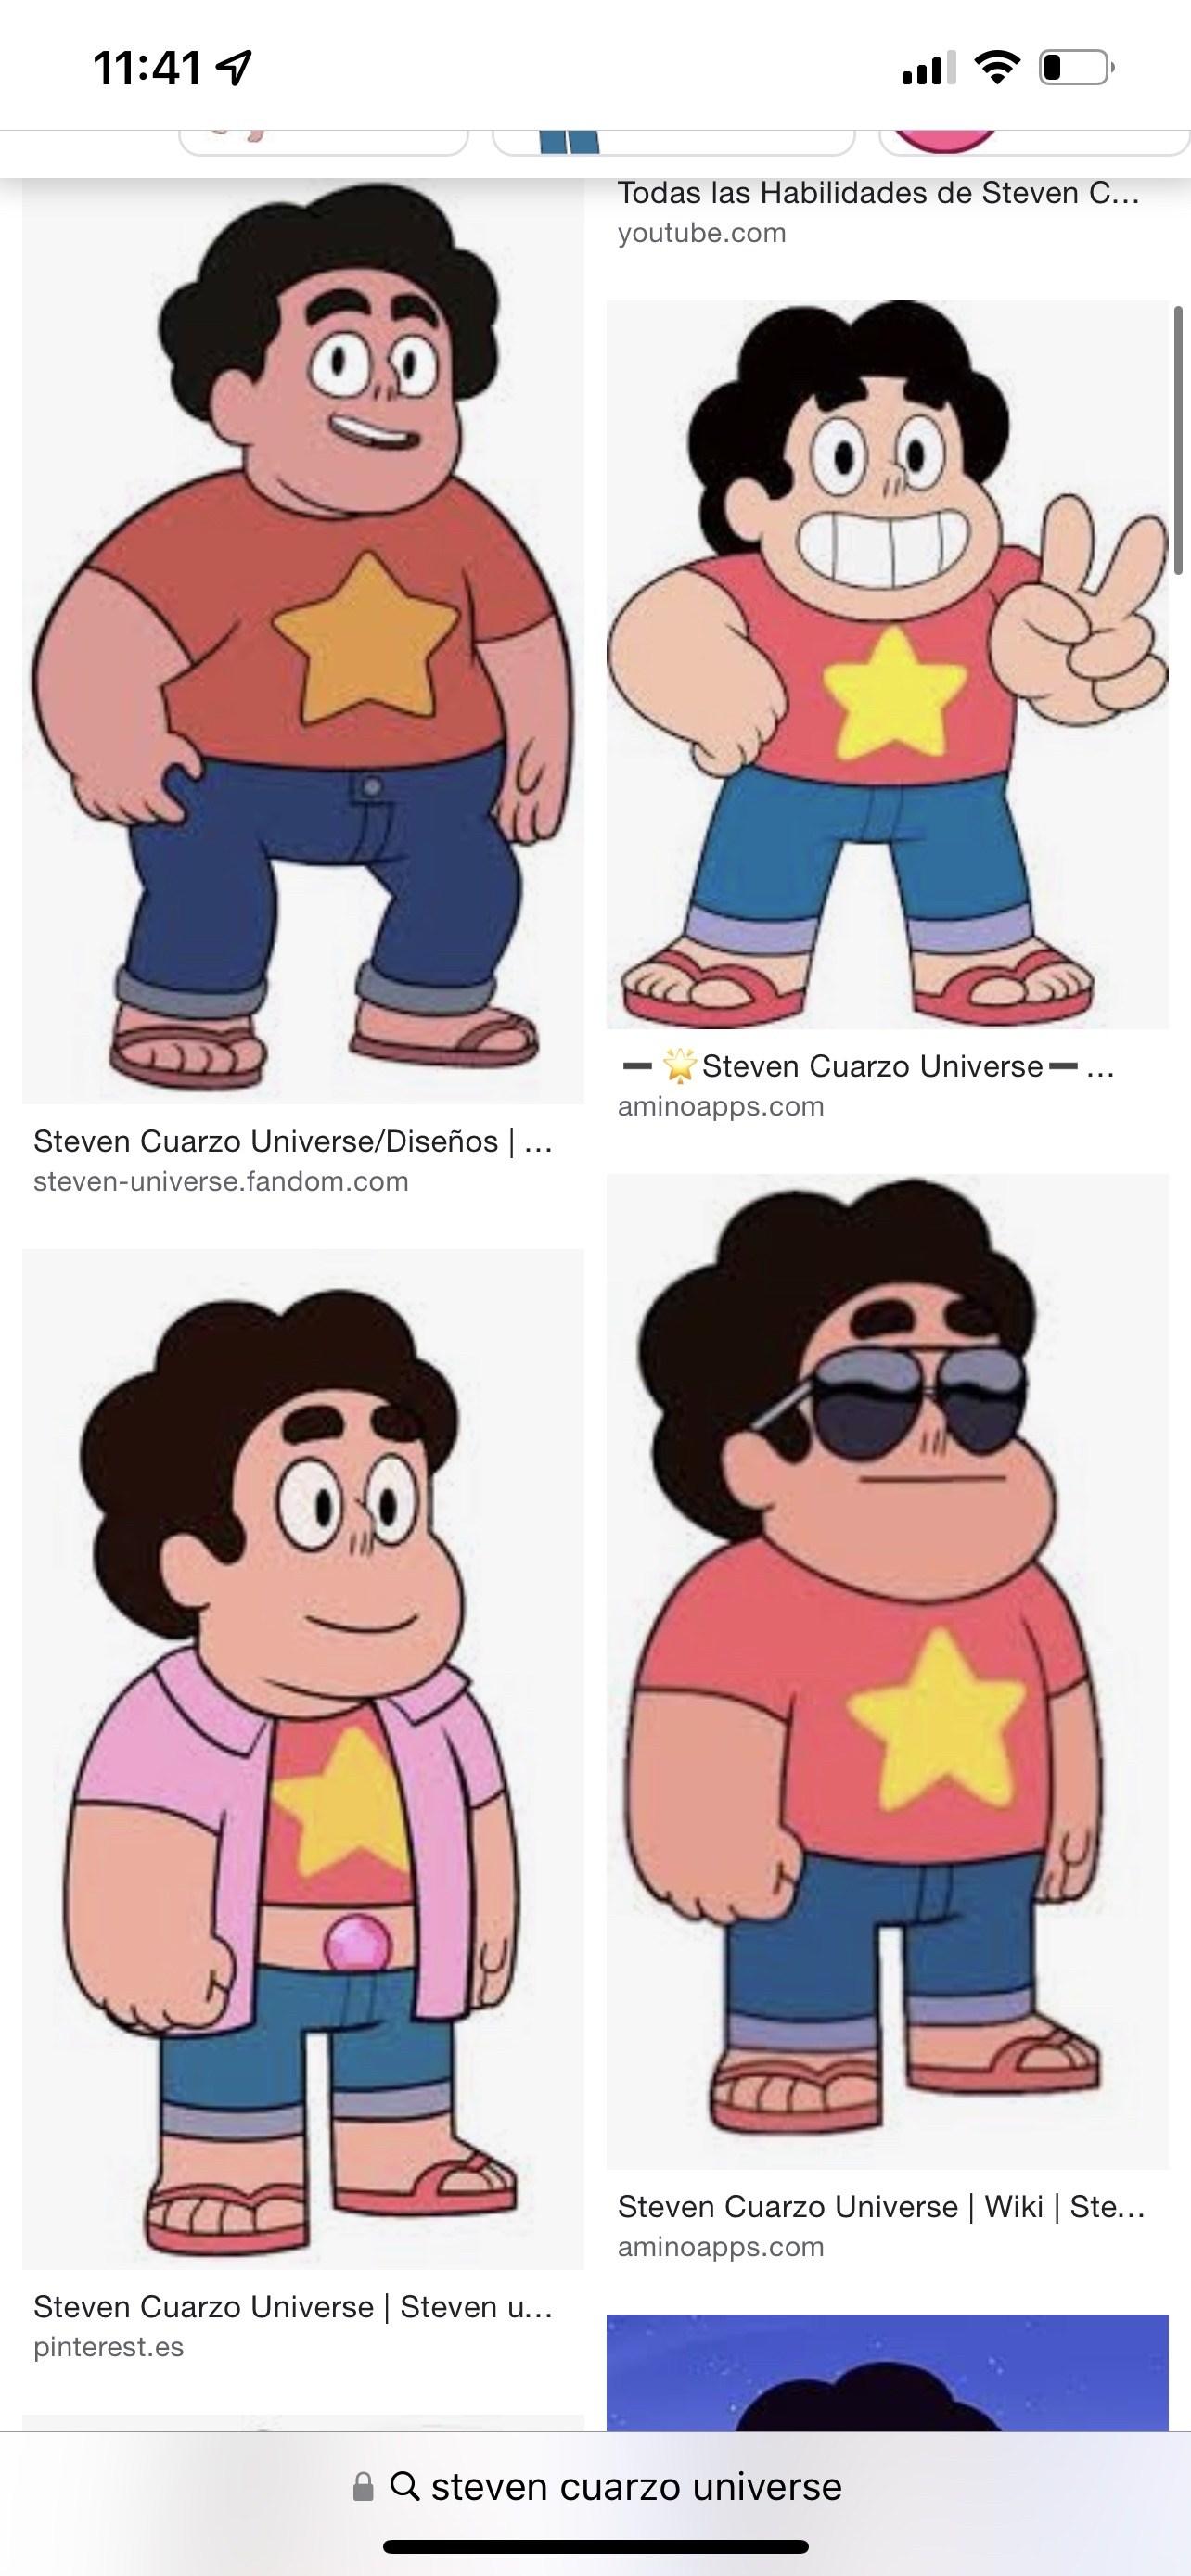 11:41
Todas las Habilidades de Steven C...
youtube.com
➖🌟Steven Cuarzo Universe➖ ...
aminoapps.com
Steven Cuarzo Universe/Diseños | ...
steven-universe.fandom.com
Steven Cuarzo Universe | Wiki | Ste...
aminoapps.com
Steven Cuarzo Universe | Steven u...
pinterest.es
steven cuarzo universe